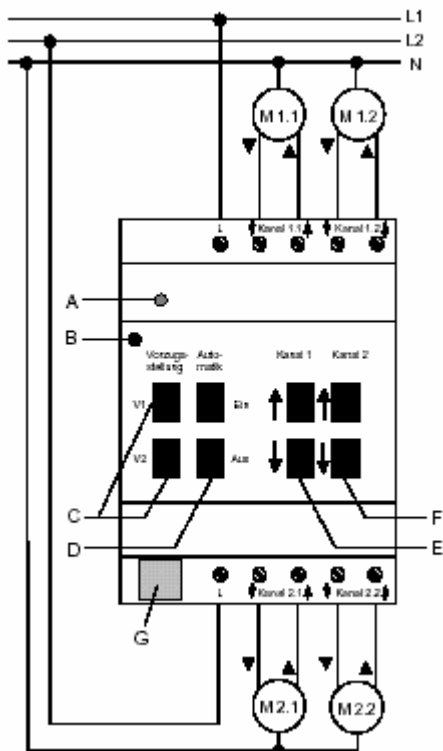 L1
L2
N
M 1.1
M 1.2
L
Kanal 1.1
Kanal 1.2
A
B
Vorzugs-
stellung
Auto-
matik
Kanal 1
Kanal 2
V1
Ein
V2
Aus
C
D
F
E
L
Kanal 2.1
Kanal 2.2
G
M 2.1
M 2.2